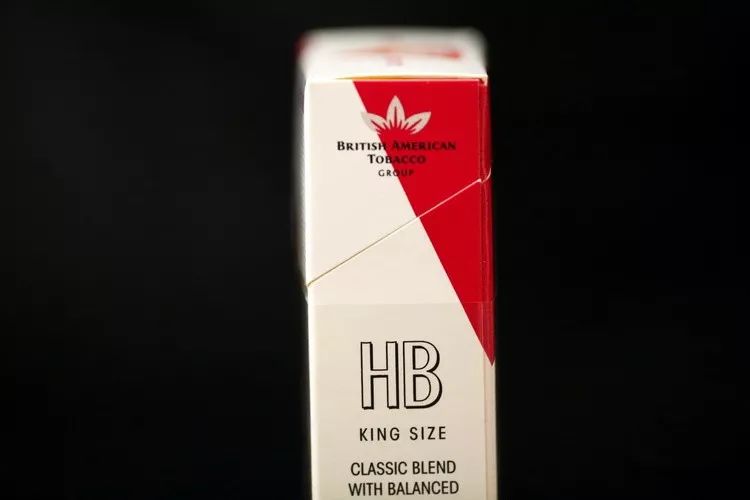 BRITISH AMERICAN
TOBACCO
GROUP
HB
KING SIZE
CLASSIC BLEND
WITH BALANCED